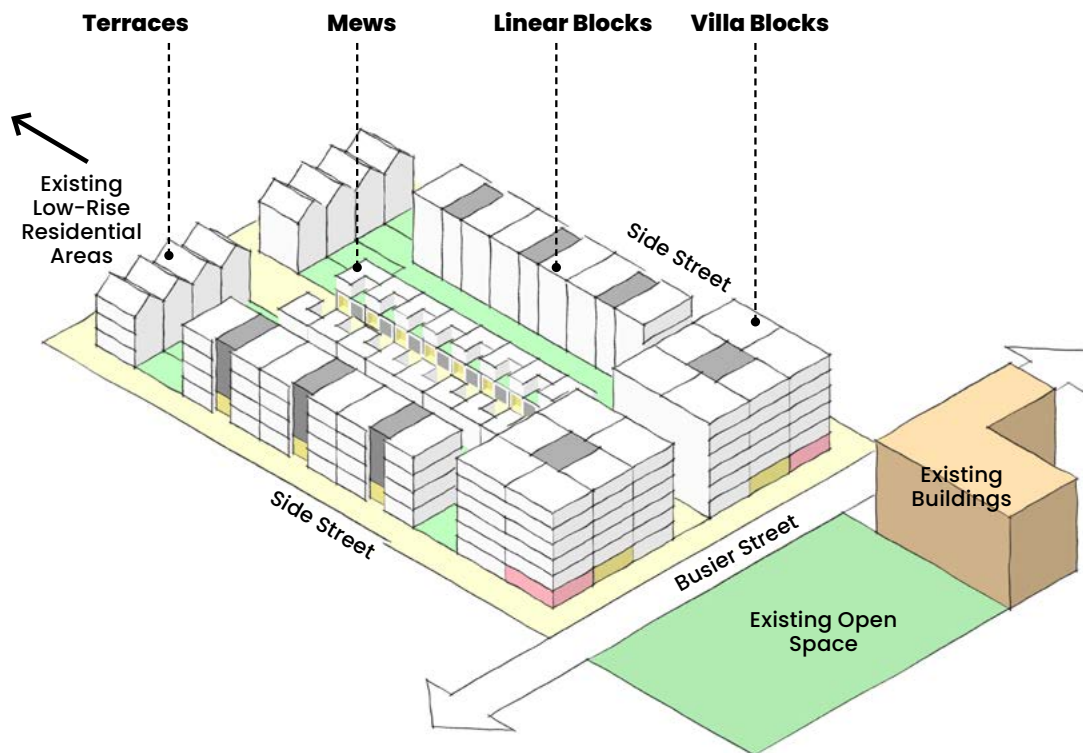 Terraces
Mews
Linear Blocks
Villa Blocks
Existing
Low-Rise
Residential
Areas
Side Street
Side Street
Busier Street
Existing
Buildings
Existing Open
Space